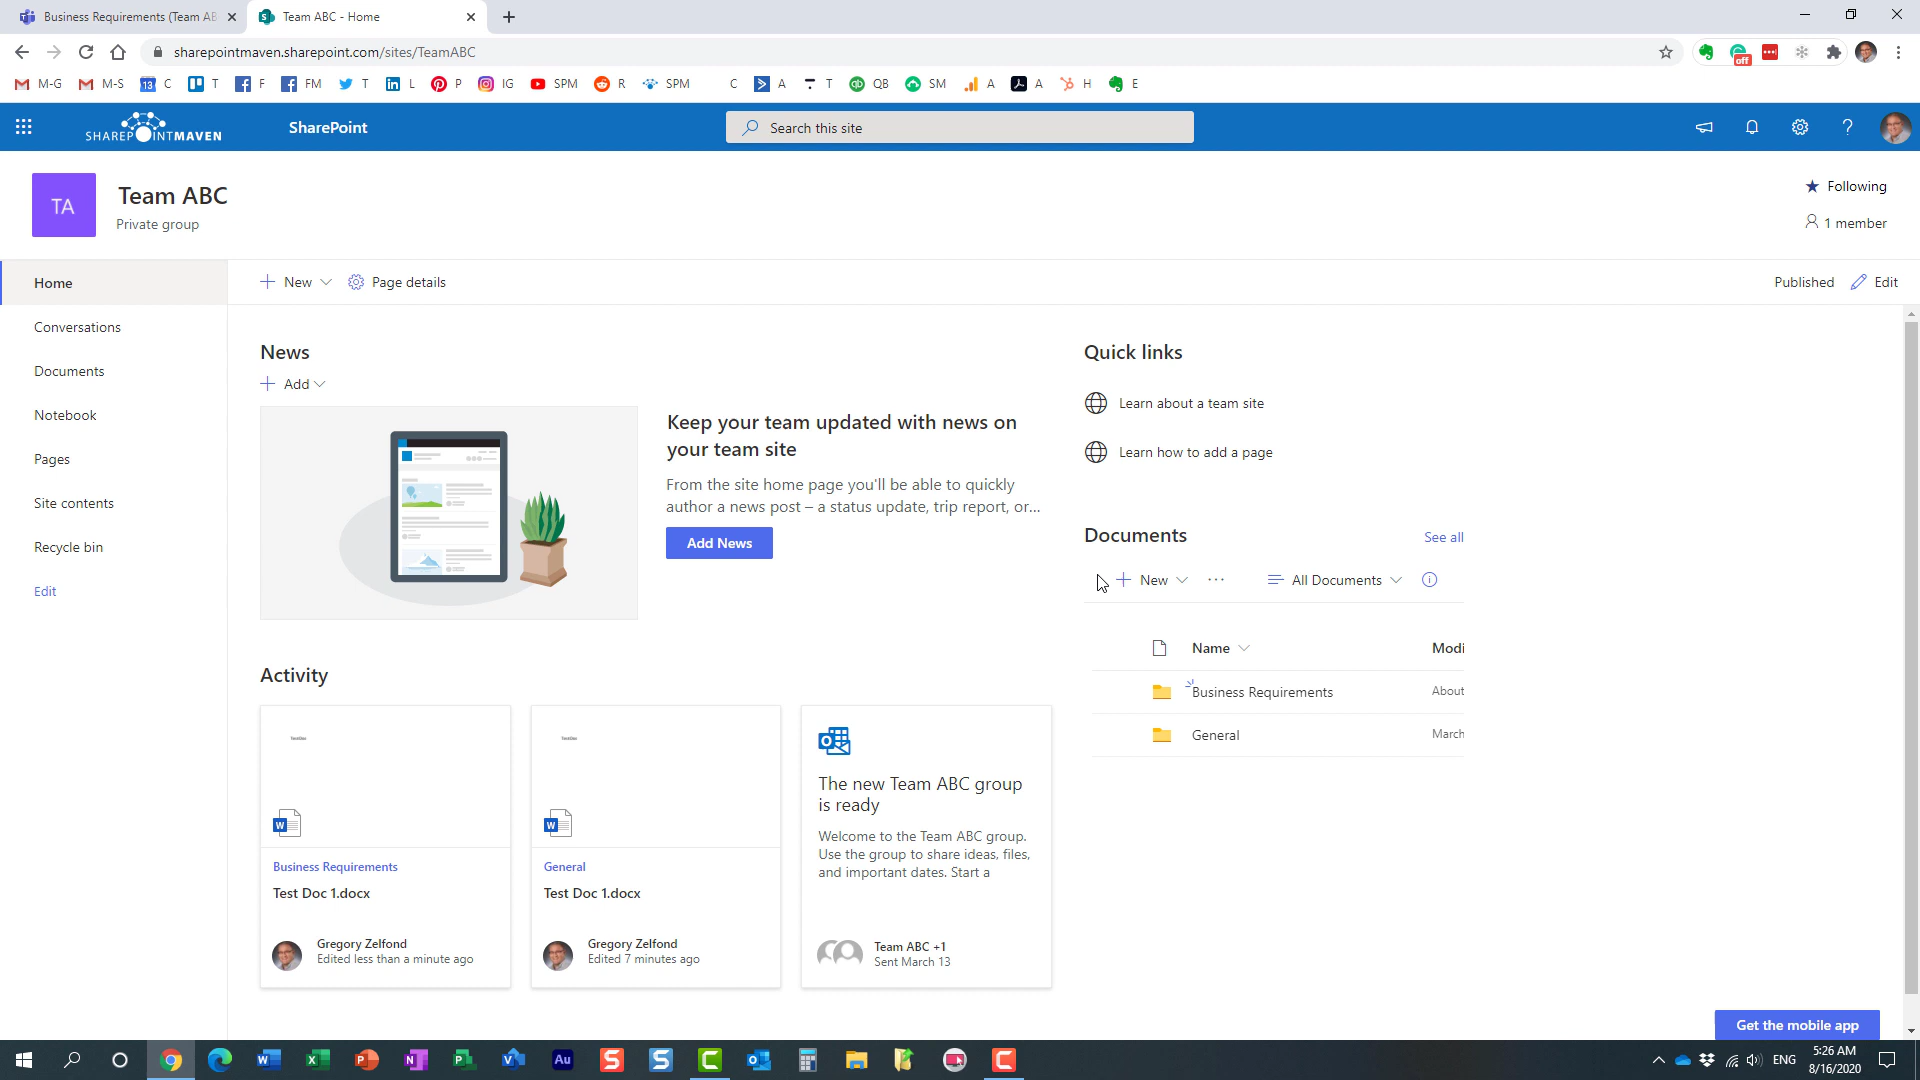 Business Requirements (Team AB
Team ABC - Home
sharepointmaven.sharepoint.com/sites/TeamABC
off
M-G
M-S
13
C
T
F
FM
T
L
P
IG
SPM
R
SPM
C
A
T
QB
SM
A
A
H
E
SHAREPOINTMAVEN
SharePoint
Search this site
TA
Team ABC
Private group
Following
1 member
Home
Conversations
Documents
Notebook
Pages
Site contents
Recycle bin
Edit
New
Page details
Published
Edit
News
Add
Keep your team updated with news on
your team site
From the site home page you'll be able to quickly
author a news post – a status update, trip report, or...
Add News
Activity
Business Requirements
Test Doc 1.docx
Gregory Zelfond
Edited less than a minute ago
General
Test Doc 1.docx
Gregory Zelfond
Edited 7 minutes ago
The new Team ABC group
is ready
Welcome to the Team ABC group.
Use the group to share ideas, files,
and important dates. Start a
Team ABC +1
Sent March 13
Quick links
Learn about a team site
Learn how to add a page
Documents
See all
New
All Documents
Name
Modi
Business Requirements
About
General
March
Get the mobile app
ENG
5:26 AM
8/16/2020